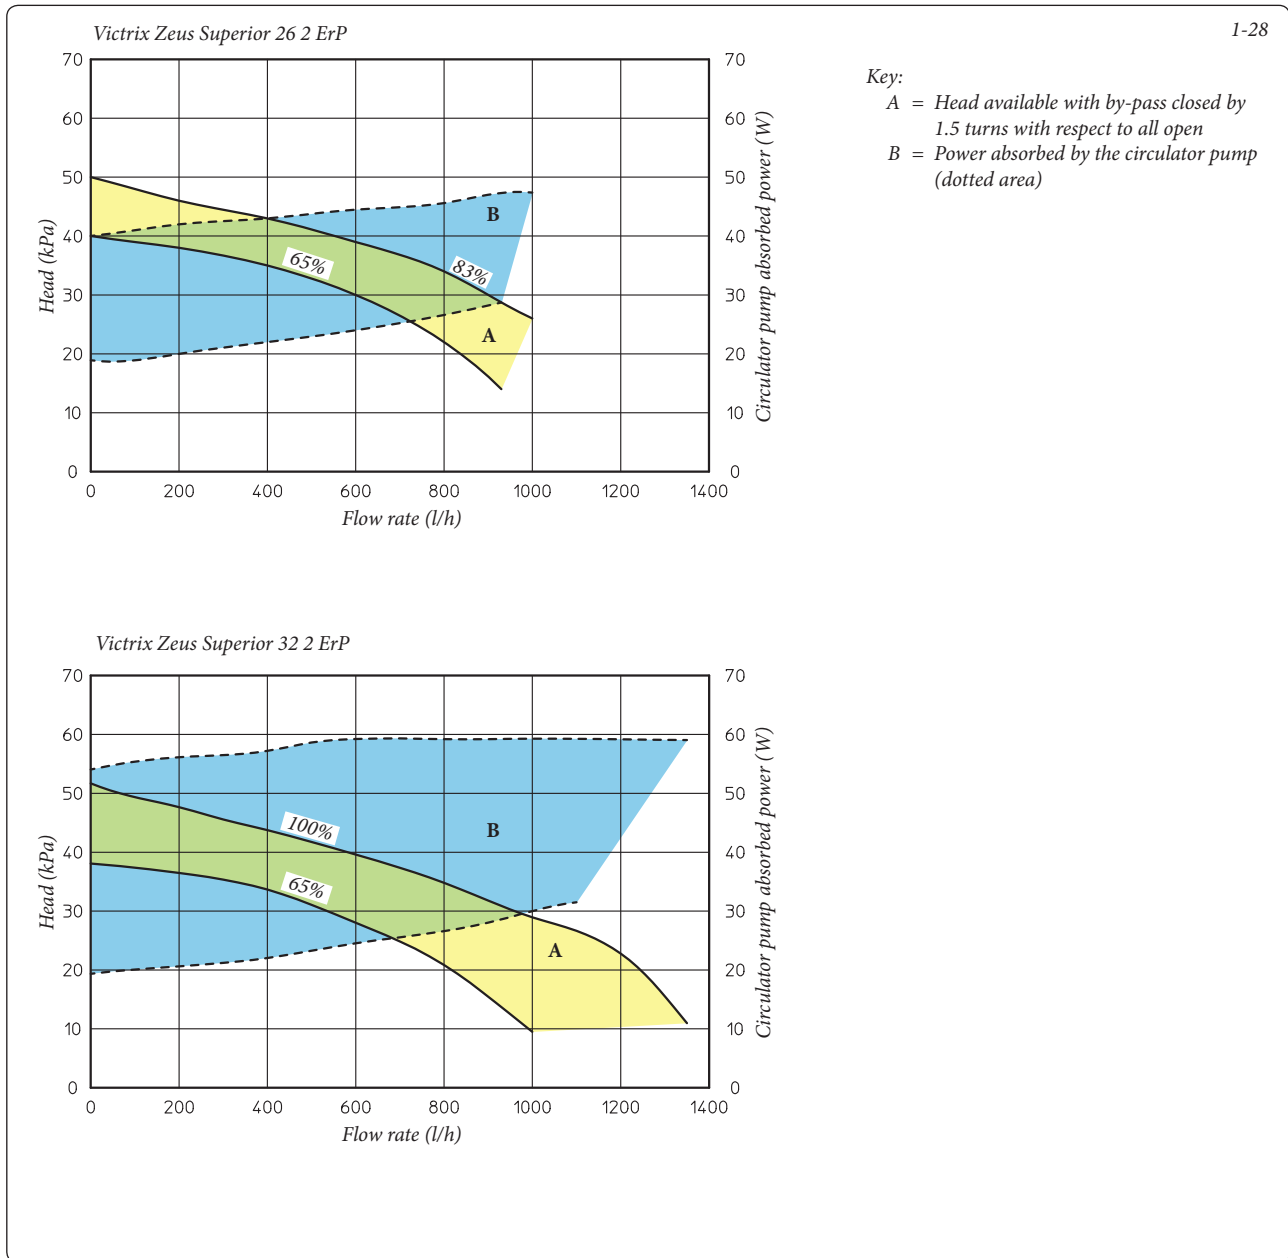 1-28
Victrix Zeus Superior 26 2 ErP
Key:
A = Head available with by-pass closed by
1.5 turns with respect to all open
B = Power absorbed by the circulator pump
(dotted area)
Head (kPa)
70
60
50
40
30
20
10
0
B
65%
83%
A
70
60
50
40
30
20
10
0
Circulator pump absorbed power (W)
0 200 400 600 800 1000 1200 1400
Flow rate (l/h)
Victrix Zeus Superior 32 2 ErP
Head (kPa)
70
60
50
40
30
20
10
0
100%
B
65%
A
70
60
50
40
30
20
10
0
Circulator pump absorbed power (W)
0 200 400 600 800 1000 1200 1400
Flow rate (l/h)